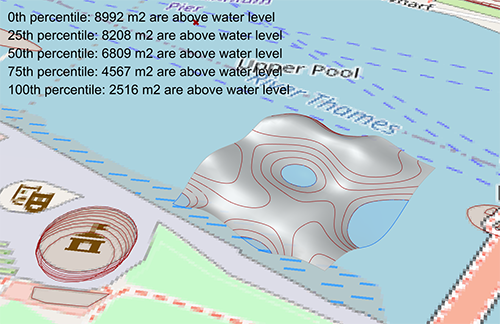 0th percentile: 8992 m2 are above water level
25th percentile: 8208 m2 are above water level
50th percentile: 6809 m2 are above water level
75th percentile: 4567 m2 are above water level
100th percentile: 2516 m2 are above water level
Pier
Upper Pool
River Thames